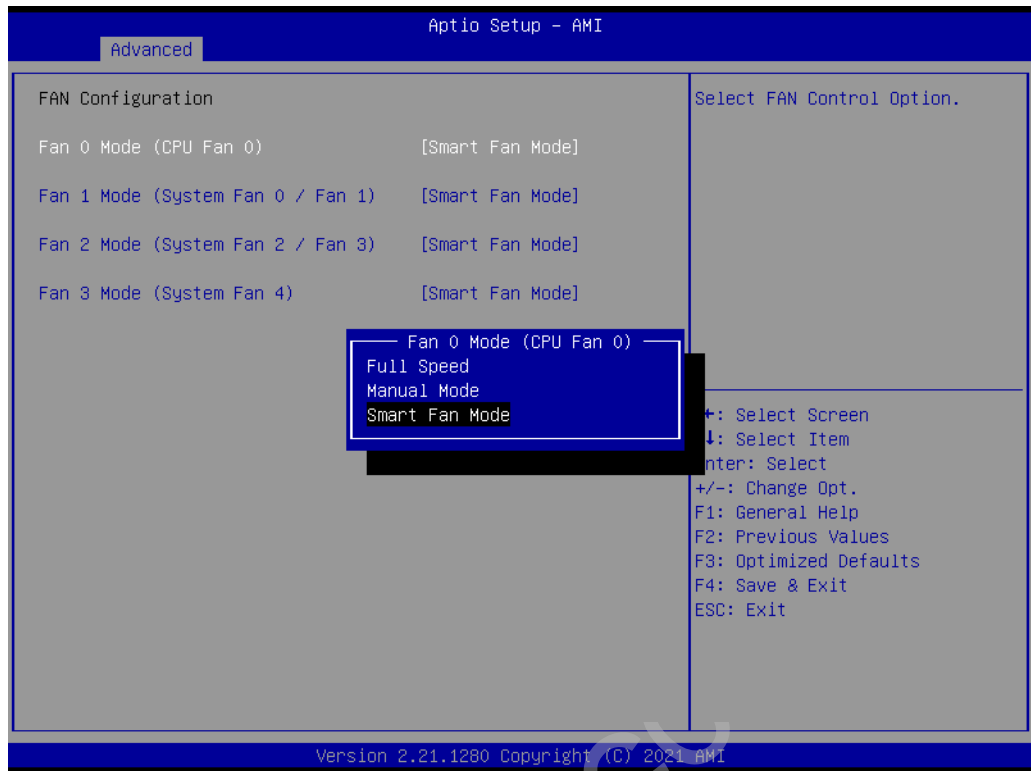 Aptio Setup – AMI
Advanced
FAN Configuration
Fan 0 Mode (CPU Fan 0) [Smart Fan Mode]
Fan 1 Mode (System Fan 0 / Fan 1) [Smart Fan Mode]
Fan 2 Mode (System Fan 2 / Fan 3) [Smart Fan Mode]
Fan 3 Mode (System Fan 4) [Smart Fan Mode]
Fan 0 Mode (CPU Fan 0)
Full Speed
Manual Mode
Smart Fan Mode
Select FAN Control Option.
: Select Screen
: Select Item
nter: Select
+/-: Change Opt.
F1: General Help
F2: Previous Values
F3: Optimized Defaults
F4: Save & Exit
ESC: Exit
Version 2.21.1280 Copyright (C) 2021 AMI